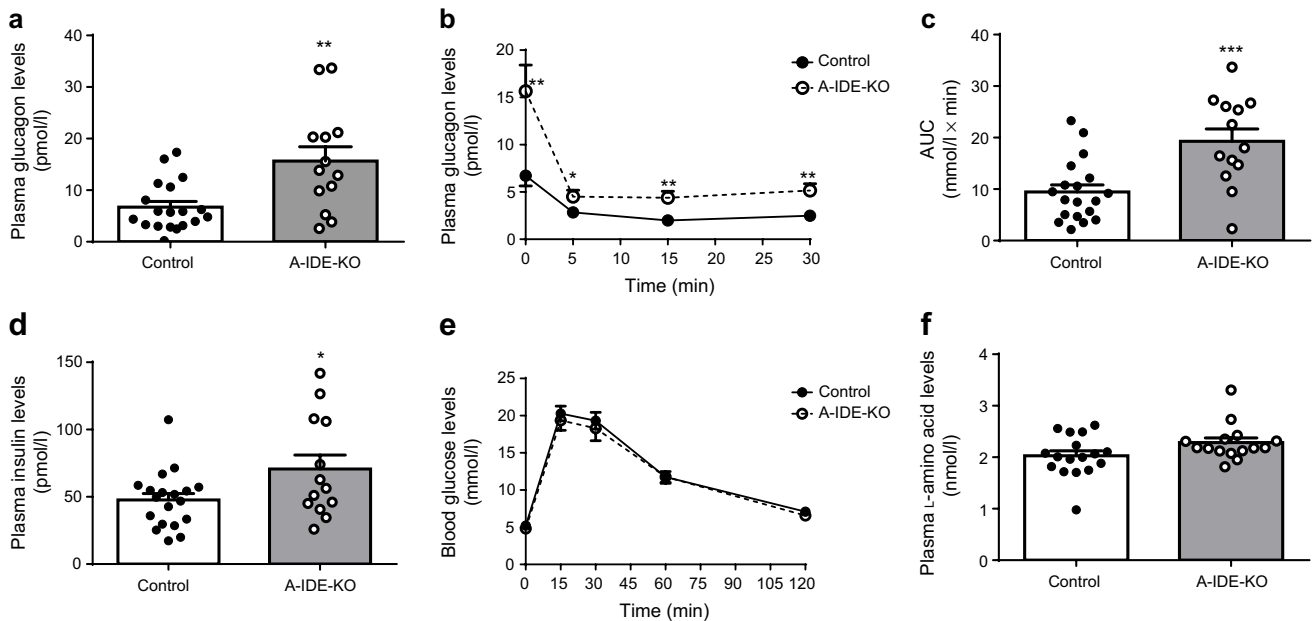 a
Plasma glucagon levels
(pmol/l)
40
30
20
10
0
**
Control
A-IDE-KO
b
Plasma glucagon levels
(pmol/l)
20
15
10
5
0
**
*
**
**
0 5 10 15 20 25 30
Time (min)
Control
A-IDE-KO
c
AUC
(mmol/l × min)
40
30
20
10
0
***
Control
A-IDE-KO
d
Plasma insulin levels
(pmol/l)
150
100
50
0
*
Control
A-IDE-KO
e
Blood glucose levels
(mmol/l)
25
20
15
10
5
0
0 15 30 45 60 75 90 105 120
Time (min)
Control
A-IDE-KO
f
Plasma L-amino acid levels
(nmol/l)
4
3
2
1
0
Control
A-IDE-KO